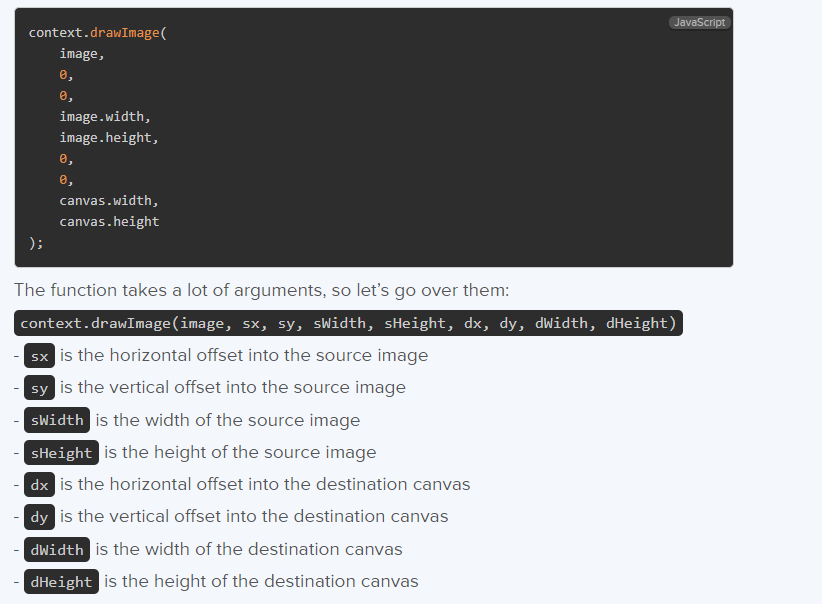 JavaScript
context.drawImage(
    image,
    0,
    0,
    image.width,
    image.height,
    0,
    0,
    canvas.width,
    canvas.height
);
The function takes a lot of arguments, so let’s go over them:
context.drawImage(image, sx, sy, sWidth, sHeight, dx, dy, dWidth, dHeight)
- sx is the horizontal offset into the source image
- sy is the vertical offset into the source image
- sWidth is the width of the source image
- sHeight is the height of the source image
- dx is the horizontal offset into the destination canvas
- dy is the vertical offset into the destination canvas
- dWidth is the width of the destination canvas
- dHeight is the height of the destination canvas